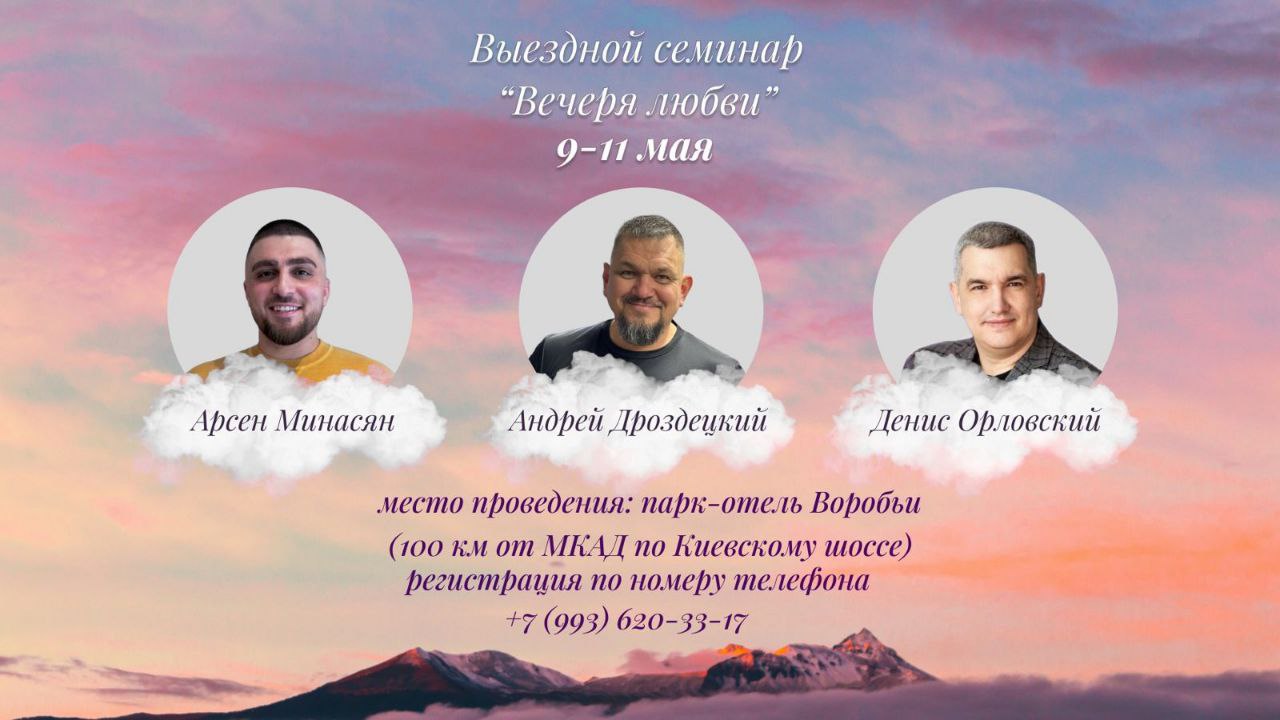 Выездной семинар
“Вечеря любви”
9-11 мая
Арсен Минасян
Андрей Дроздецкий
Денис Орловский
место проведения: парк-отель Воробьи
(100 км от МКАД по Киевскому шоссе)
регистрация по номеру телефона
+7 (993) 620-33-17